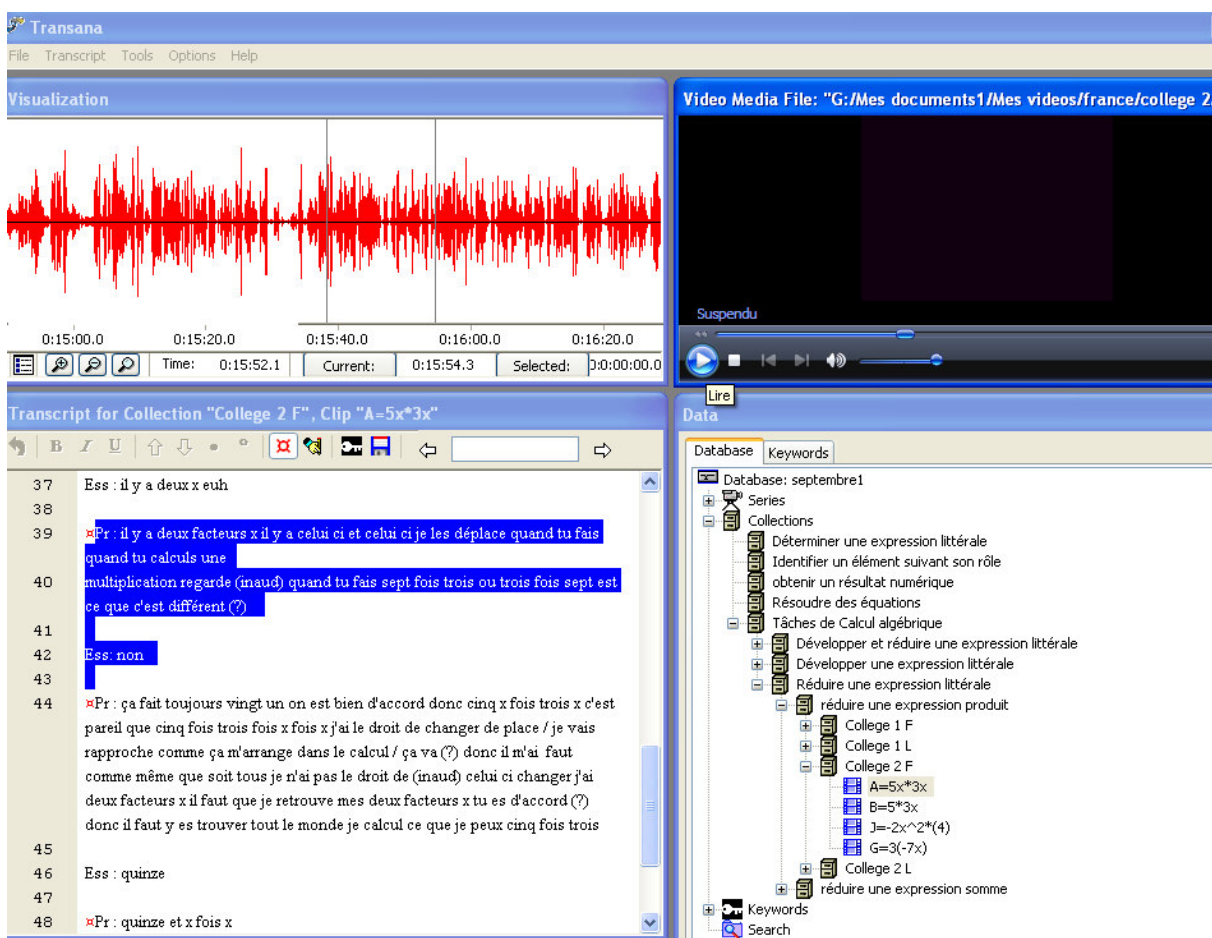 Transana
File Transcript Tools Options Help
Visualization
0:15:00.0 0:15:20.0 0:15:40.0 0:16:00.0 0:16:20.0
Time: 0:15:52.1 Current: 0:15:54.3 Selected: 0:00:00.0
Video Media File: "G:/Mes documents1/Mes videos/france/college 2
Suspendu
Lire
Transcript for Collection "College 2 F", Clip "A=5x*3x"
B I U
37 Ess : il y a deux x euh
38
39 ¤Pr : il y a deux facteurs x il y a celui ci et celui ci je les déplace quand tu fais
quand tu calculs une
40 multiplication regarde (inaud) quand tu fais sept fois trois ou trois fois sept est
ce que c'est différent (?)
41
42 Ess: non
43
44 ¤Pr : ça fait toujours vingt un on est bien d'accord donc cinq x fois trois x c'est
pareil que cinq fois trois fois x fois x j'ai le droit de changer de place / je vais
rapproche comme ça m'arrange dans le calcul / ça va (?) donc il m'ai faut
comme même que soit tous je n'ai pas le droit de (inaud) celui ci changer j'ai
deux facteurs x il faut que je retrouve mes deux facteurs x tu es d'accord (?)
donc il faut y es trouver tout le monde je calcul ce que je peux cinq fois trois
45
46 Ess : quinze
47
48 ¤Pr : quinze et x fois x
Data
Database Keywords
Database: septembre1
Series
Collections
Déterminer une expression littérale
Identifier un élément suivant son rôle
obtenir un résultat numérique
Résoudre des équations
Tâches de Calcul algébrique
Développer et réduire une expression littérale
Développer une expression littérale
Réduire une expression littérale
réduire une expression produit
College 1 F
College 1 L
College 2 F
A=5x*3x
B=5*3x
J=-2x^2*(4)
G=3(-7x)
College 2 L
réduire une expression somme
Keywords
Search